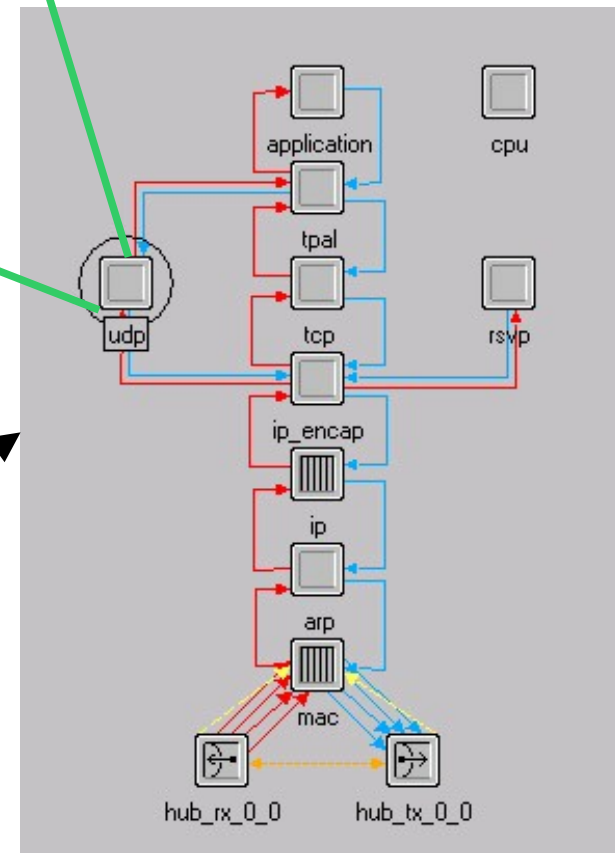 application
cpu
tpal
udp
tcp
rsvp
ip_encap
ip
arp
mac
hub_rx_0_0
hub_tx_0_0